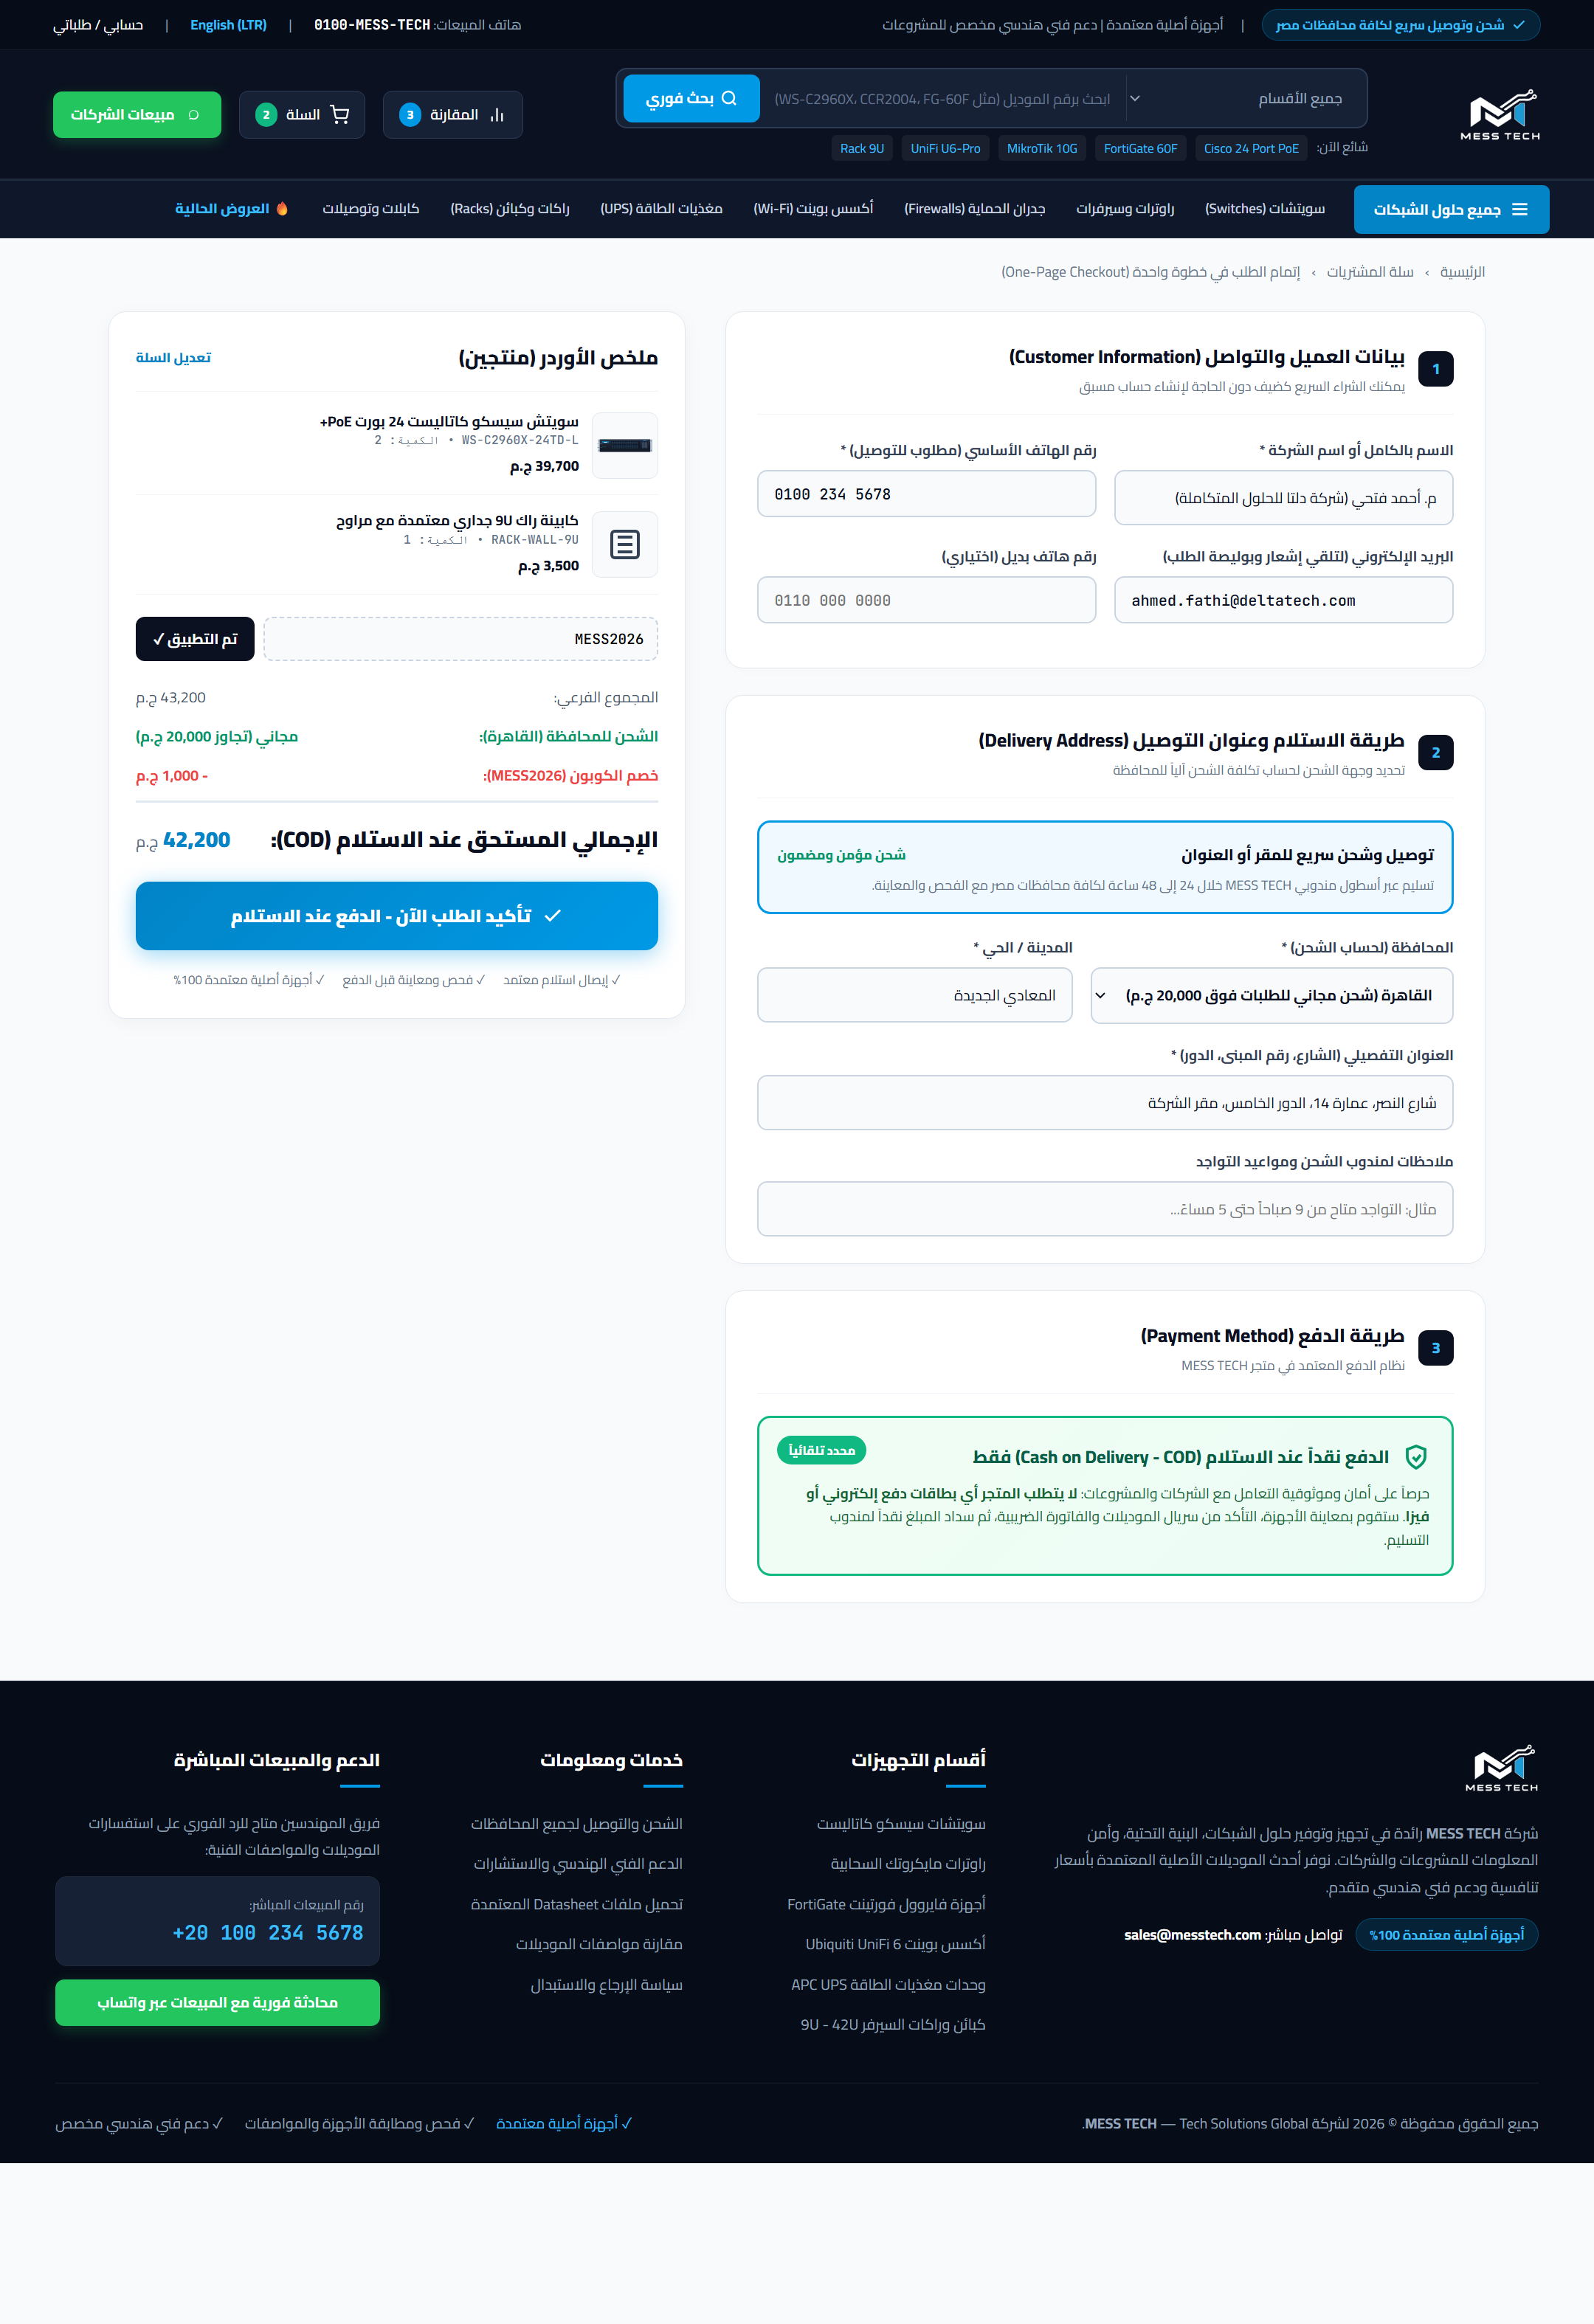 شحن وتوصيل سريع لكافة محافظات مصر | أجهزة أصلية معتمدة | دعم فني هندسي مخصص للمشروعات
هاتف المبيعات: 0100-MESS-TECH | English (LTR) | حسابي / طلباتي
MESS TECH
جميع الأقسام
ابحث برقم الموديل (مثل WS-C2960X, CCR2004, FG-60F)
بحث فوري
المقارنة 3
السلة 2
مبيعات الشركات
شائع الآن: Cisco 24 Port PoE FortiGate 60F MikroTik 10G UniFi U6-Pro Rack 9U
جميع حلول الشبكات
سويتشات (Switches) راوترات وسيرفرات جدران الحماية (Firewalls) أكسس بوينت (Wi-Fi) مغذيات الطاقة (UPS) راكات وكبائن (Racks) كابلات وتوصيلات 🔥 العروض الحالية
الرئيسية › سلة المشتريات › إتمام الطلب في خطوة واحدة (One-Page Checkout)
1
بيانات العميل والتواصل (Customer Information)
يمكنك الشراء السريع كضيف دون الحاجة لإنشاء حساب مسبق
الاسم بالكامل أو اسم الشركة *
م. أحمد فتحي (شركة دلتا للحلول المتكاملة)
رقم الهاتف الأساسي (مطلوب للتوصيل) *
0100 234 5678
البريد الإلكتروني (لتلقي إشعار وبوليصة الطلب)
ahmed.fathi@deltatech.com
رقم هاتف بديل (اختياري)
0110 000 0000
2
طريقة الاستلام وعنوان التوصيل (Delivery Address)
تحديد وجهة الشحن لحساب تكلفة الشحن آلياً للمحافظة
توصيل وشحن سريع للمقر أو العنوان
شحن مؤمن ومضمون
تسليم عبر أسطول مندوبي MESS TECH خلال 24 إلى 48 ساعة لكافة محافظات مصر مع الفحص والمعاينة.
المحافظة (لحساب الشحن) *
القاهرة (شحن مجاني للطلبات فوق 20,000 ج.م)
المدينة / الحي *
المعادي الجديدة
العنوان التفصيلي (الشارع، رقم المبنى، الدور) *
شارع النصر، عمارة 14، الدور الخامس، مقر الشركة
ملاحظات لمندوب الشحن ومواعيد التواجد
مثال: التواجد متاح من 9 صباحاً حتى 5 مساءً...
3
طريقة الدفع (Payment Method)
نظام الدفع المعتمد في متجر MESS TECH
الدفع نقداً عند الاستلام (Cash on Delivery - COD) فقط
محدد تلقائياً
حرصاً على أمان وموثوقية التعامل مع الشركات والمشروعات: لا يتطلب المتجر أي بطاقات دفع إلكتروني أو
فيزا. ستقوم بمعاينة الأجهزة، التأكد من سريال الموديلات والفاتورة الضريبية، ثم سداد المبلغ نقداً لمندوب
التسليم.
ملخص الأوردر (منتجين)
تعديل السلة
سويتش سيسكو كاتاليست 24 بورت PoE+
WS-C2960X-24TD-L • الكمية: 2
39,700 ج.م
كابينة راك 9U جداري معتمدة مع مراوح
RACK-WALL-9U • الكمية: 1
3,500 ج.م
MESS2026
تم التطبيق ✓
المجموع الفرعي: 43,200 ج.م
الشحن للمحافظة (القاهرة): مجاني (تجاوز 20,000 ج.م)
خصم الكوبون (MESS2026): - 1,000 ج.م
الإجمالي المستحق عند الاستلام (COD): 42,200 ج.م
تأكيد الطلب الآن - الدفع عند الاستلام
✓ إيصال استلام معتمد ✓ فحص ومعاينة قبل الدفع ✓ أجهزة أصلية معتمدة 100%
MESS TECH
شركة MESS TECH رائدة في تجهيز وتوفير حلول الشبكات، البنية التحتية، وأمن
المعلومات للمشروعات والشركات. نوفر أحدث الموديلات الأصلية المعتمدة بأسعار
تنافسية ودعم فني هندسي متقدم.
أجهزة أصلية معتمدة 100%
تواصل مباشر: sales@messtech.com
أقسام التجهيزات
سويتشات سيسكو كاتاليست
راوترات مايكروتك السحابية
أجهزة فايروول فورتينت FortiGate
أكسس بوينت Ubiquiti UniFi 6
وحدات مغذيات الطاقة APC UPS
كبائن وراكات السيرفر 9U - 42U
خدمات ومعلومات
الشحن والتوصيل لجميع المحافظات
الدعم الفني الهندسي والاستشارات
تحميل ملفات Datasheet المعتمدة
مقارنة مواصفات الموديلات
سياسة الإرجاع والاستبدال
الدعم والمبيعات المباشرة
فريق المهندسين متاح للرد الفوري على استفسارات
الموديلات والمواصفات الفنية:
رقم المبيعات المباشر:
+20 100 234 5678
محادثة فورية مع المبيعات عبر واتساب
جميع الحقوق محفوظة © 2026 لشركة MESS TECH — Tech Solutions Global.
✓ أجهزة أصلية معتمدة ✓ فحص ومطابقة الأجهزة والمواصفات ✓ دعم فني هندسي مخصص